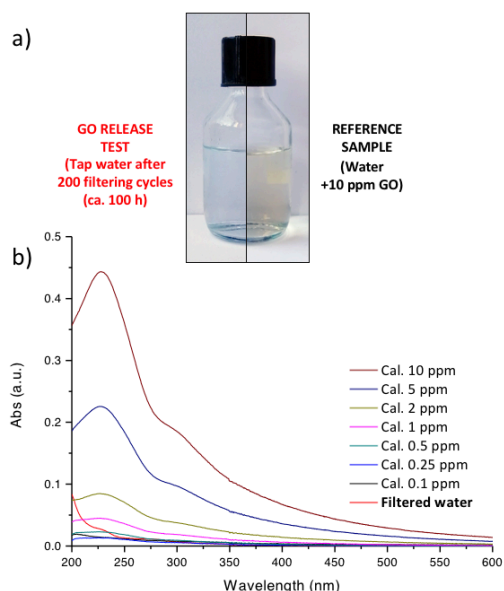 a)
GO RELEASE
TEST
(Tap water after
200 filtering cycles
(ca. 100 h)
REFERENCE
SAMPLE
(Water
+10 ppm GO)
b)
0.5
0.4
0.3
0.2
0.1
0.0
Abs (a.u.)
Cal. 10 ppm
Cal. 5 ppm
Cal. 2 ppm
Cal. 1 ppm
Cal. 0.5 ppm
Cal. 0.25 ppm
Cal. 0.1 ppm
Filtered water
200 250 300 350 400 450 500 550 600
Wavelength (nm)